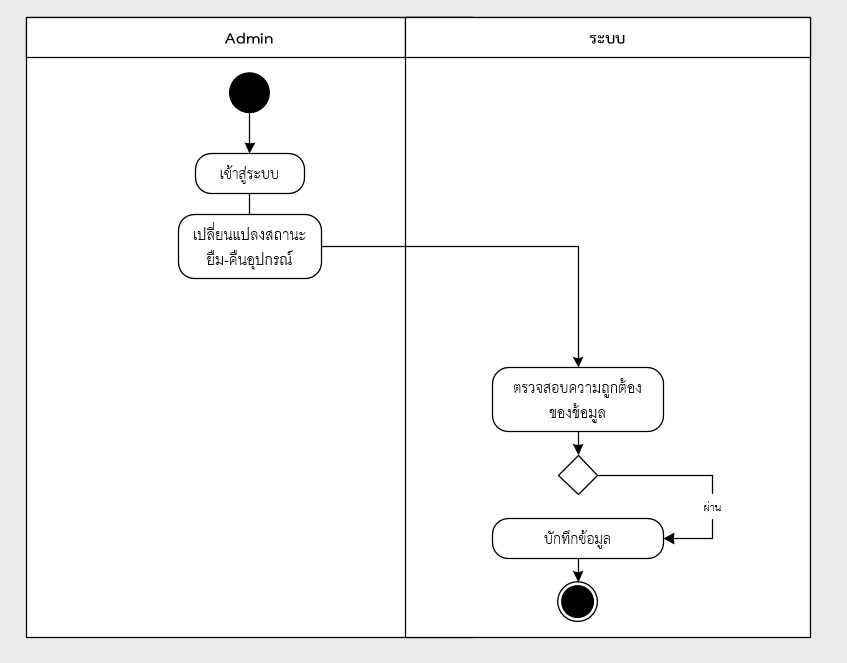 Admin
ระบบ
เข้าสู่ระบบ
เปลี่ยนแปลงสถานะ
ยืม-คืนอุปกรณ์
ตรวจสอบความถูกต้อง
ของข้อมูล
ผ่าน
บักทึกข้อมูล